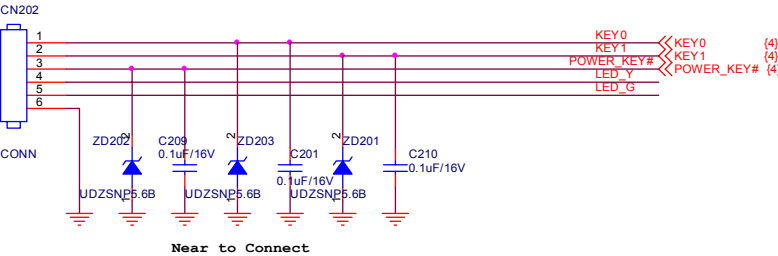 CN202
1
2
3
4
5
6
CONN
KEY0
KEY1
POWER_KEY#
LED_Y
LED_G
KEY0 {4}
KEY1 {4}
POWER_KEY# {4}
ZD202
2
1
UDZSNP5.6B
C209
0.1uF/16V
ZD203
2
1
UDZSNP5.6B
C201
0.1uF/16V
ZD201
2
1
UDZSNP5.6B
C210
0.1uF/16V
Near to Connect